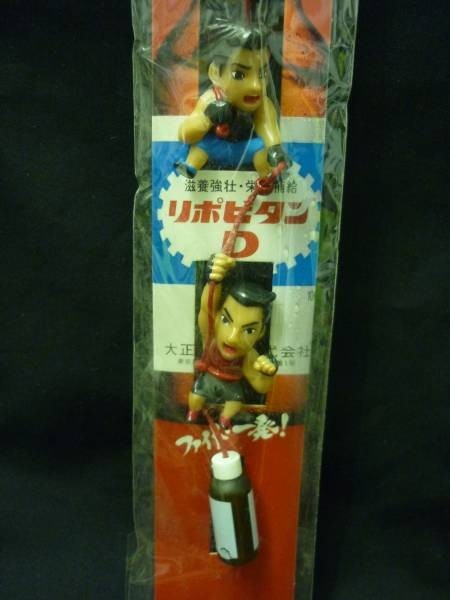 滋養強壮・栄養補給
リポビタン
D
大正 式会社
ファイト一発!